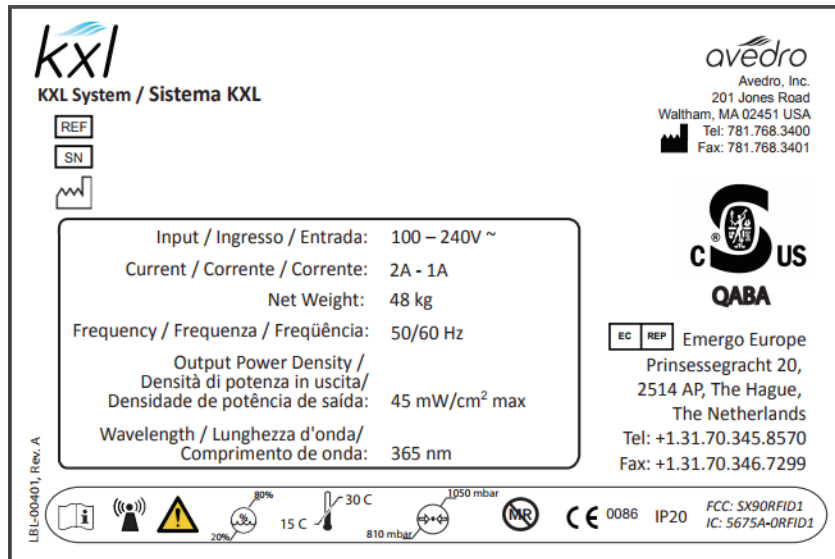 kxl
KXL System / Sistema KXL
REF
SN
avedro
Avedro, Inc.
201 Jones Road
Waltham, MA 02451 USA
Tel: 781.768.3400
Fax: 781.768.3401
Input / Ingresso / Entrada: 100 – 240V ~
Current / Corrente / Corrente: 2A - 1A
Net Weight: 48 kg
Frequency / Frequenza / Freqüência: 50/60 Hz
Output Power Density /
Densità di potenza in uscita/
Densidade de potência de saída: 45 mW/cm² max
Wavelength / Lunghezza d'onda/
Comprimento de onda: 365 nm
C S US
®
QABA
EC REP Emergo Europe
Prinsessegracht 20,
2514 AP, The Hague,
The Netherlands
Tel: +1.31.70.345.8570
Fax: +1.31.70.346.7299
LBL-00401, Rev. A
i
80%
20%
30 C
15 C
1050 mbar
810 mbar
MR
CE 0086
IP20
FCC: SX90RFID1
IC: 5675A-0RFID1